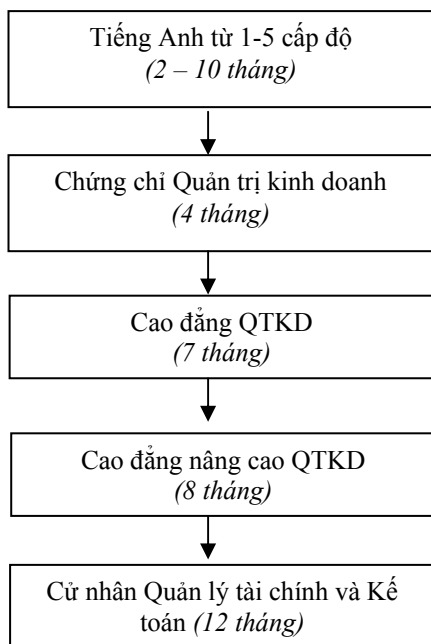 Tiếng Anh từ 1-5 cấp độ
(2 – 10 tháng)
Chứng chỉ Quản trị kinh doanh
(4 tháng)
Cao đẳng QTKD
(7 tháng)
Cao đẳng nâng cao QTKD
(8 tháng)
Cử nhân Quản lý tài chính và Kế
toán (12 tháng)